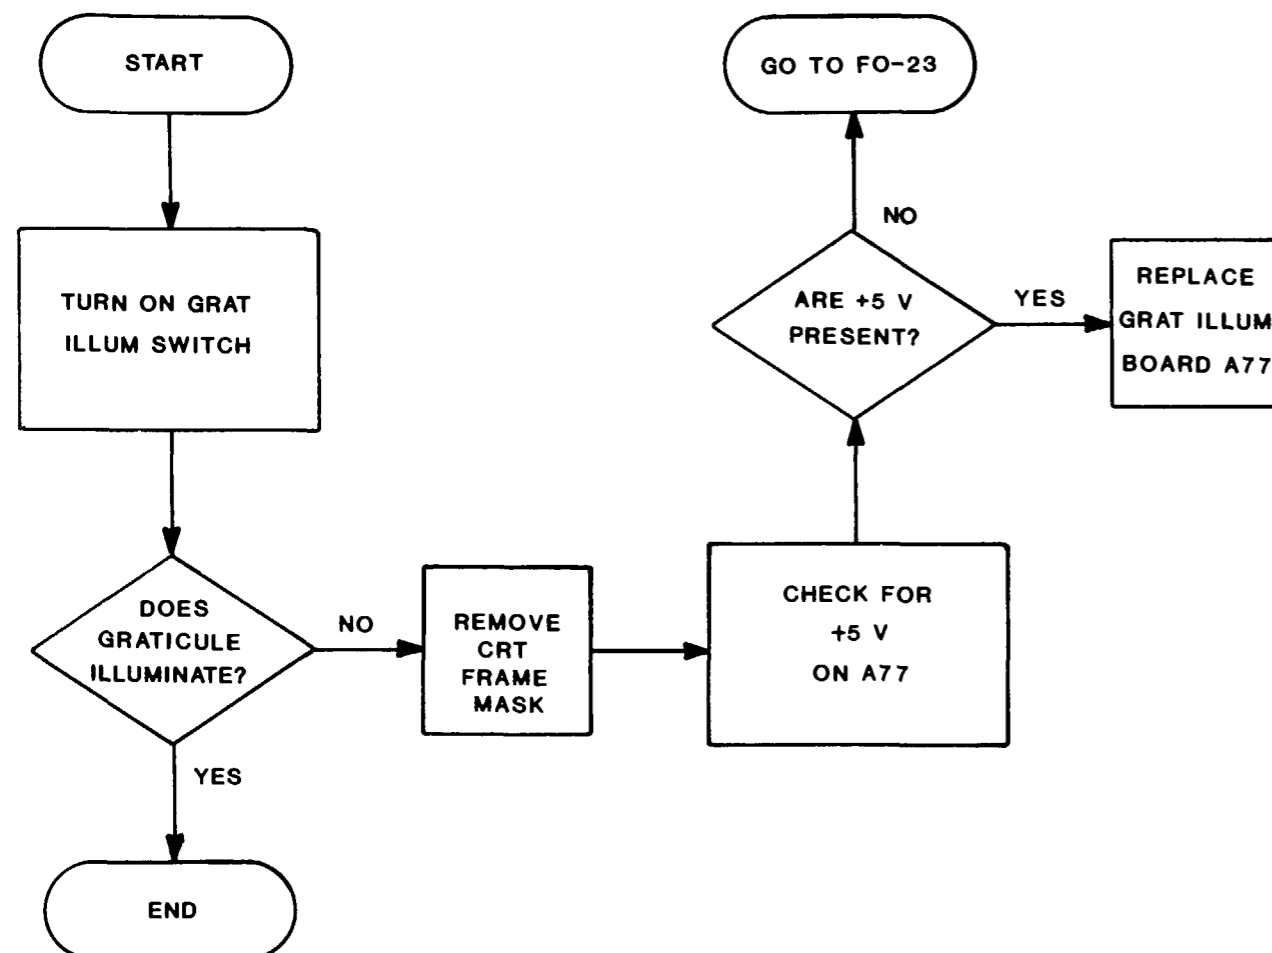 START
TURN ON GRAT
ILLUM SWITCH
DOES
GRATICULE
ILLUMINATE?
NO
YES
END
REMOVE
CRT
FRAME
MASK
CHECK FOR
+5 V
ON A77
ARE +5 V
PRESENT?
NO
GO TO FO-23
YES
REPLACE
GRAT ILLUM
BOARD A77